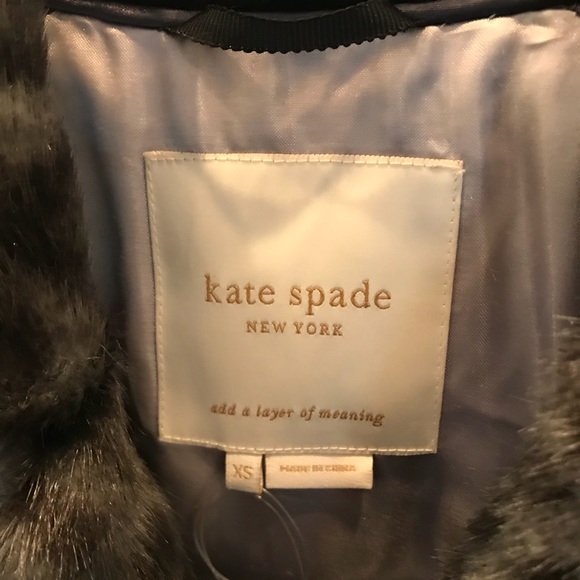 kate spade
NEW YORK
add a layer of meaning
XS
MADE IN CHINA